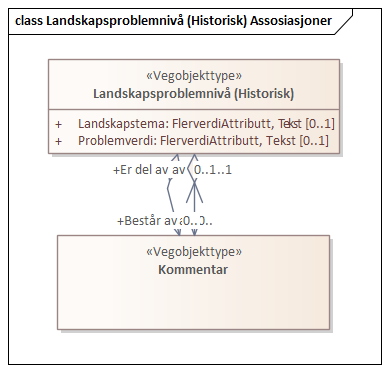 class Landskapsproblemnivå (Historisk) Assosiasjoner
«Vegobjekttype»
Landskapsproblemnivå (Historisk)
+ Landskapstema: FlerverdiAttributt, Tekst [0..1]
+ Problemverdi: FlerverdiAttributt, Tekst [0..1]
+Er del av av 0..1..1
+Består av 0..0..
«Vegobjekttype»
Kommentar